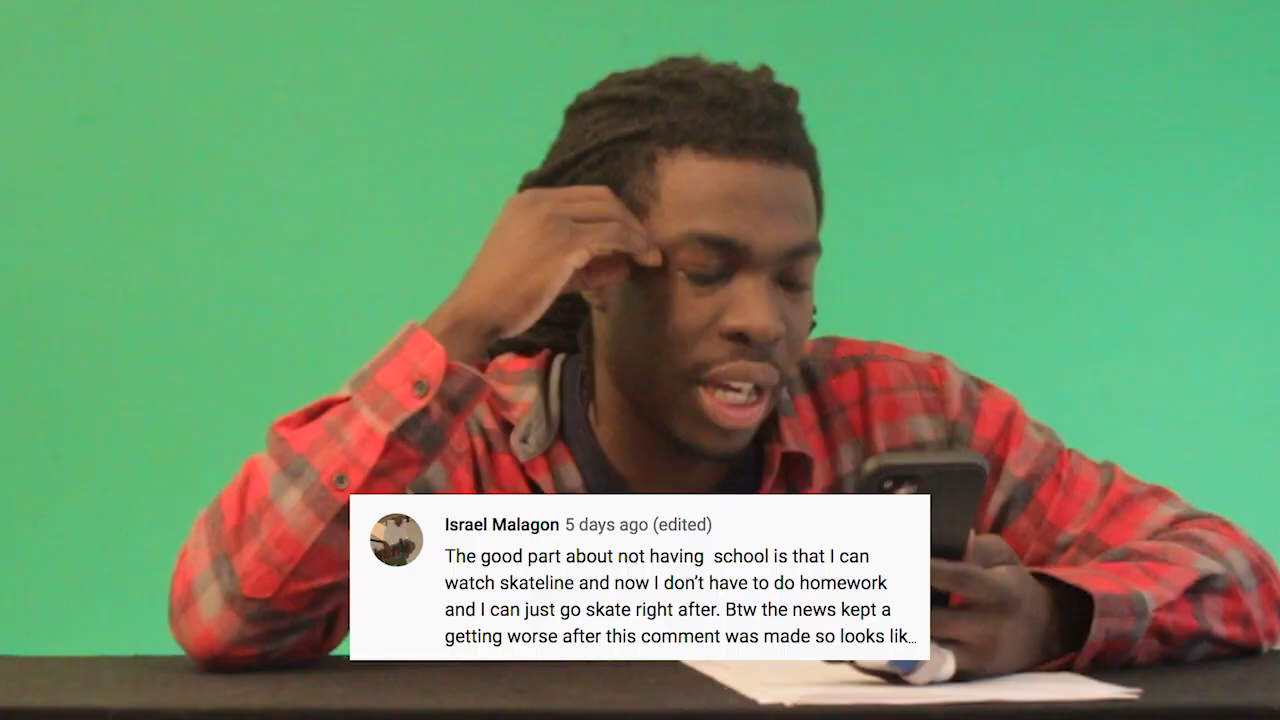 Israel Malagon 5 days ago (edited)
The good part about not having  school is that I can
watch skateline and now I don’t have to do homework
and I can just go skate right after. Btw the news kept a
getting worse after this comment was made so looks lik…